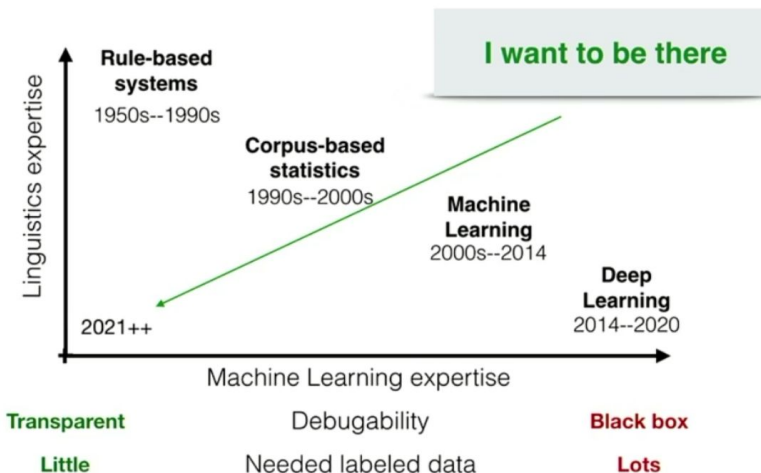 I want to be there
Rule-based
systems
1950s--1990s
Linguistics expertise
Corpus-based
statistics
1990s--2000s
Machine
Learning
2000s--2014
Deep
Learning
2014--2020
2021++
Machine Learning expertise
Transparent Debugability Black box
Little Needed labeled data Lots